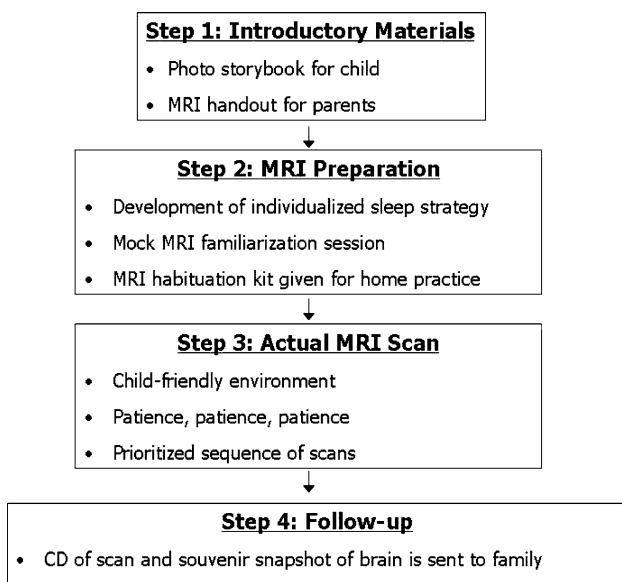 Step 1: Introductory Materials
• Photo storybook for child
• MRI handout for parents
Step 2: MRI Preparation
• Development of individualized sleep strategy
• Mock MRI familiarization session
• MRI habituation kit given for home practice
Step 3: Actual MRI Scan
• Child-friendly environment
• Patience, patience, patience
• Prioritized sequence of scans
Step 4: Follow-up
• CD of scan and souvenir snapshot of brain is sent to family